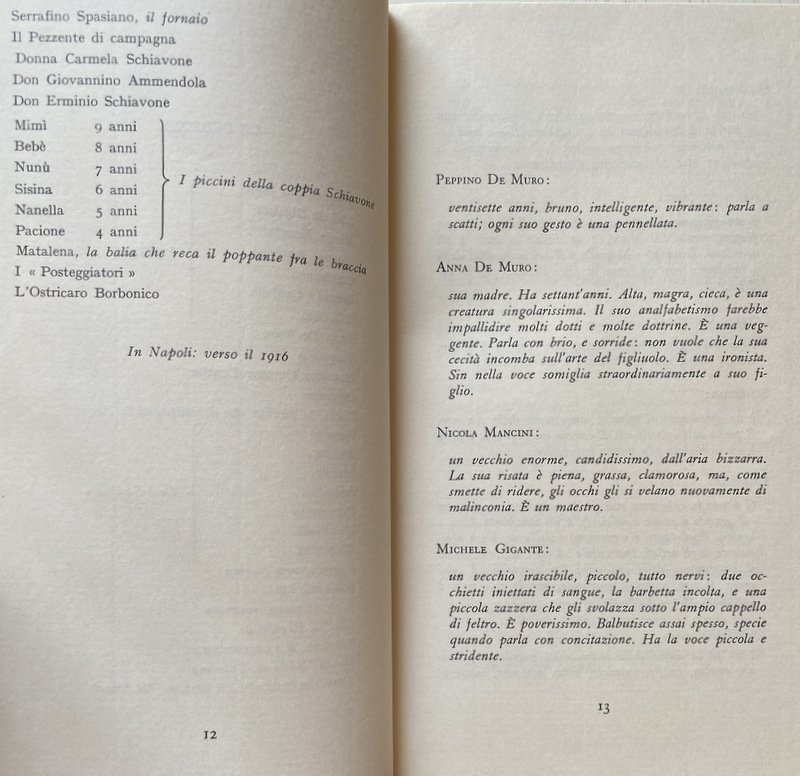 Serrafino Spasiano, il fornaio
Il Pezzente di campagna
Donna Carmela Schiavone
Don Giovannino Ammendola
Don Erminio Schiavone
Mimì 9 anni
Bebè 8 anni
Nunù 7 anni
Sisina 6 anni
Nanella 5 anni
Pacione 4 anni
I piccini della coppia Schiavone
Matalena, la balia che reca il poppante fra le braccia
I « Posteggiatori »
L'Ostricaro Borbonico
In Napoli: verso il 1916
12
Peppino De Muro:
ventisette anni, bruno, intelligente, vibrante: parla a
scatti; ogni suo gesto è una pennellata.
Anna De Muro:
sua madre. Ha settant'anni. Alta, magra, cieca, è una
creatura singolarissima. Il suo analfabetismo farebbe
impallidire molti dotti e molte dottrine. È una veg-
gente. Parla con brio, e sorride: non vuole che la sua
cecità incomba sull'arte del figliuolo. È una ironista.
Sin nella voce somiglia straordinariamente a suo fi-
glio.
Nicola Mancini:
un vecchio enorme, candidissimo, dall'aria bizzarra.
La sua risata è piena, grassa, clamorosa, ma, come
smette di ridere, gli occhi gli si velano nuovamente di
malinconia. È un maestro.
Michele Gigante:
un vecchio irascibile, piccolo, tutto nervi: due oc-
chietti iniettati di sangue, la barbetta incolta, e una
piccola zazzera che gli svolazza sotto l'ampio cappello
di feltro. È poverissimo. Balbutisce assai spesso, specie
quando parla con concitazione. Ha la voce piccola e
stridente.
13